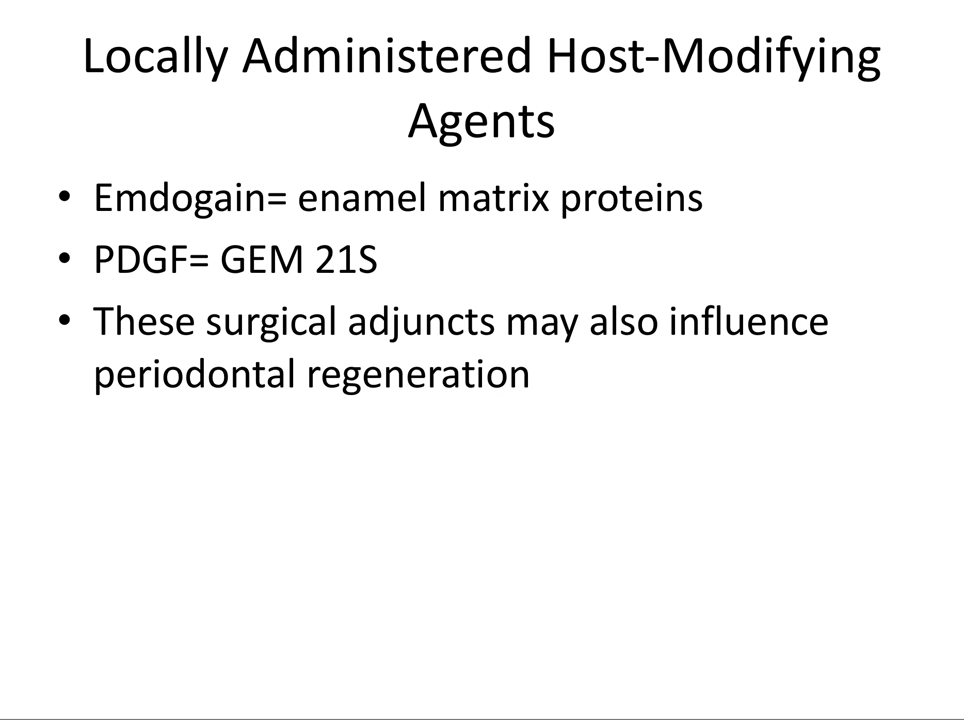 Locally Administered Host-Modifying
Agents
• Emdogain= enamel matrix proteins
• PDGF= GEM 21S
• These surgical adjuncts may also influence
periodontal regeneration